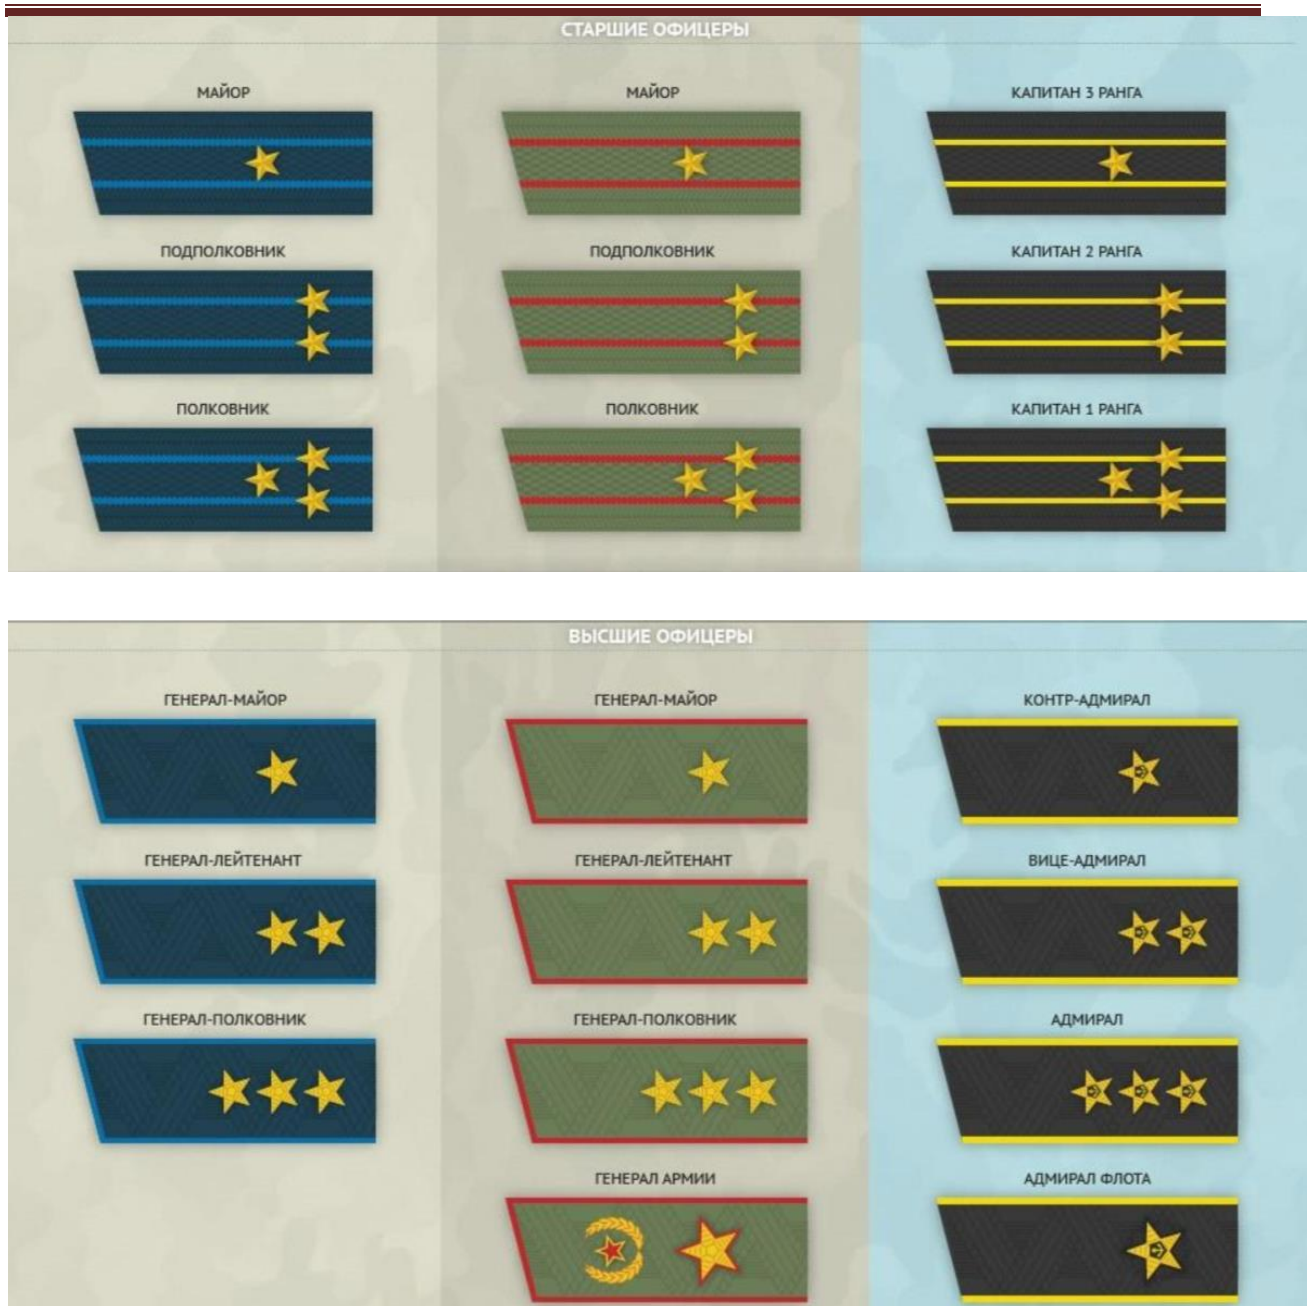 СТАРШИЕ ОФИЦЕРЫ
МАЙОР МАЙОР КАПИТАН 3 РАНГА
ПОДПОЛКОВНИК ПОДПОЛКОВНИК КАПИТАН 2 РАНГА
ПОЛКОВНИК ПОЛКОВНИК КАПИТАН 1 РАНГА
ВЫСШИЕ ОФИЦЕРЫ
ГЕНЕРАЛ-МАЙОР ГЕНЕРАЛ-МАЙОР КОНТР-АДМИРАЛ
ГЕНЕРАЛ-ЛЕЙТЕНАНТ ГЕНЕРАЛ-ЛЕЙТЕНАНТ ВИЦЕ-АДМИРАЛ
ГЕНЕРАЛ-ПОЛКОВНИК ГЕНЕРАЛ-ПОЛКОВНИК АДМИРАЛ
ГЕНЕРАЛ АРМИИ АДМИРАЛ ФЛОТА